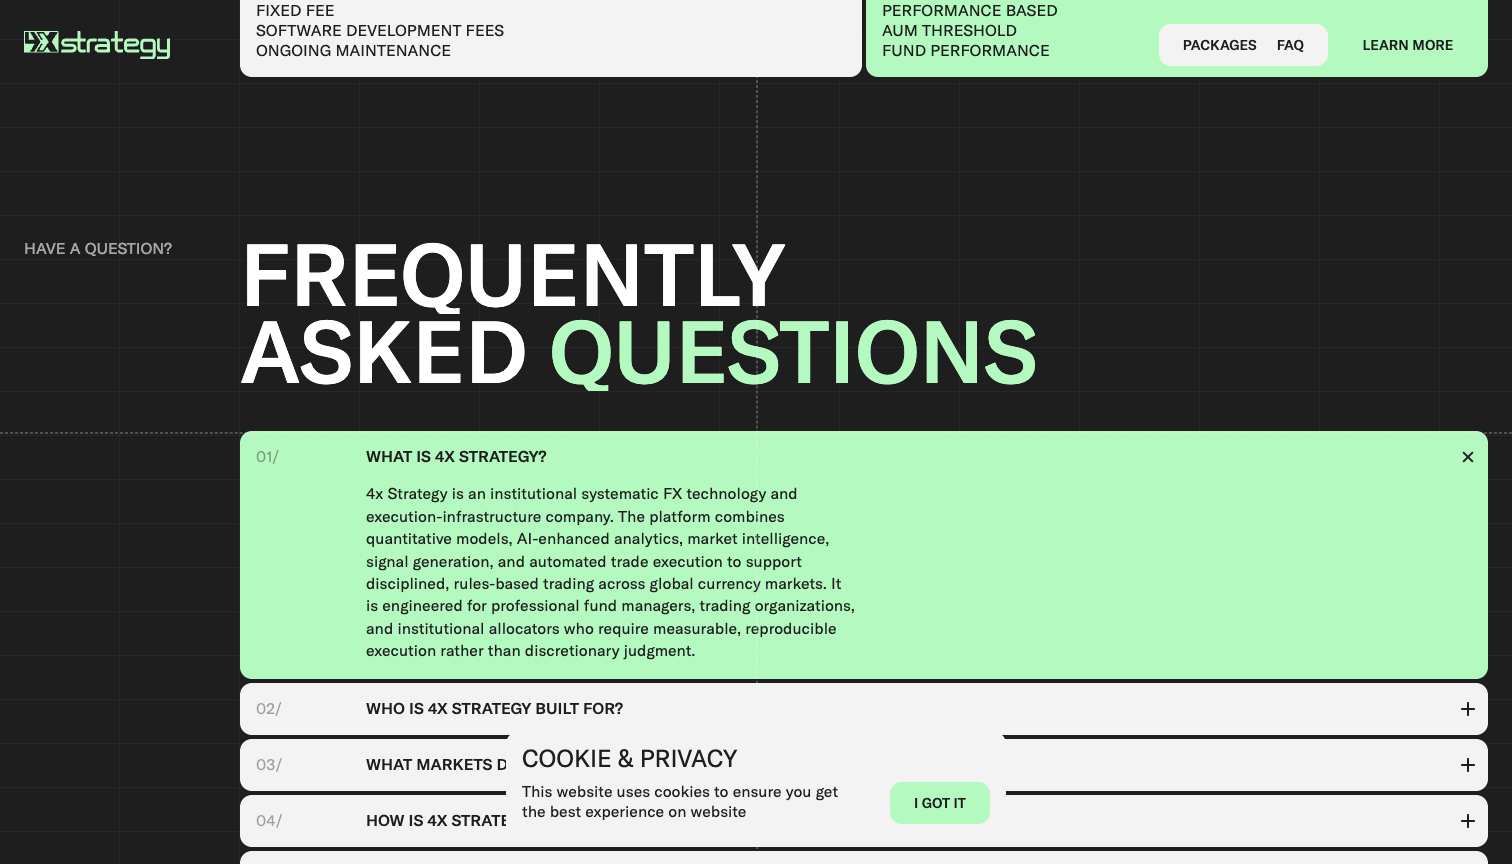 FIXED FEE
SOFTWARE DEVELOPMENT FEES
ONGOING MAINTENANCE
PERFORMANCE BASED
AUM THRESHOLD
FUND PERFORMANCE
4Xstrategy
PACKAGES FAQ
LEARN MORE
HAVE A QUESTION?
FREQUENTLY
ASKED QUESTIONS
01/ WHAT IS 4X STRATEGY?
4x Strategy is an institutional systematic FX technology and
execution-infrastructure company. The platform combines
quantitative models, AI-enhanced analytics, market intelligence,
signal generation, and automated trade execution to support
disciplined, rules-based trading across global currency markets. It
is engineered for professional fund managers, trading organizations,
and institutional allocators who require measurable, reproducible
execution rather than discretionary judgment.
02/ WHO IS 4X STRATEGY BUILT FOR?
03/ WHAT MARKETS
04/ HOW IS 4X
COOKIE & PRIVACY
This website uses cookies to ensure you get
the best experience on website
I GOT IT